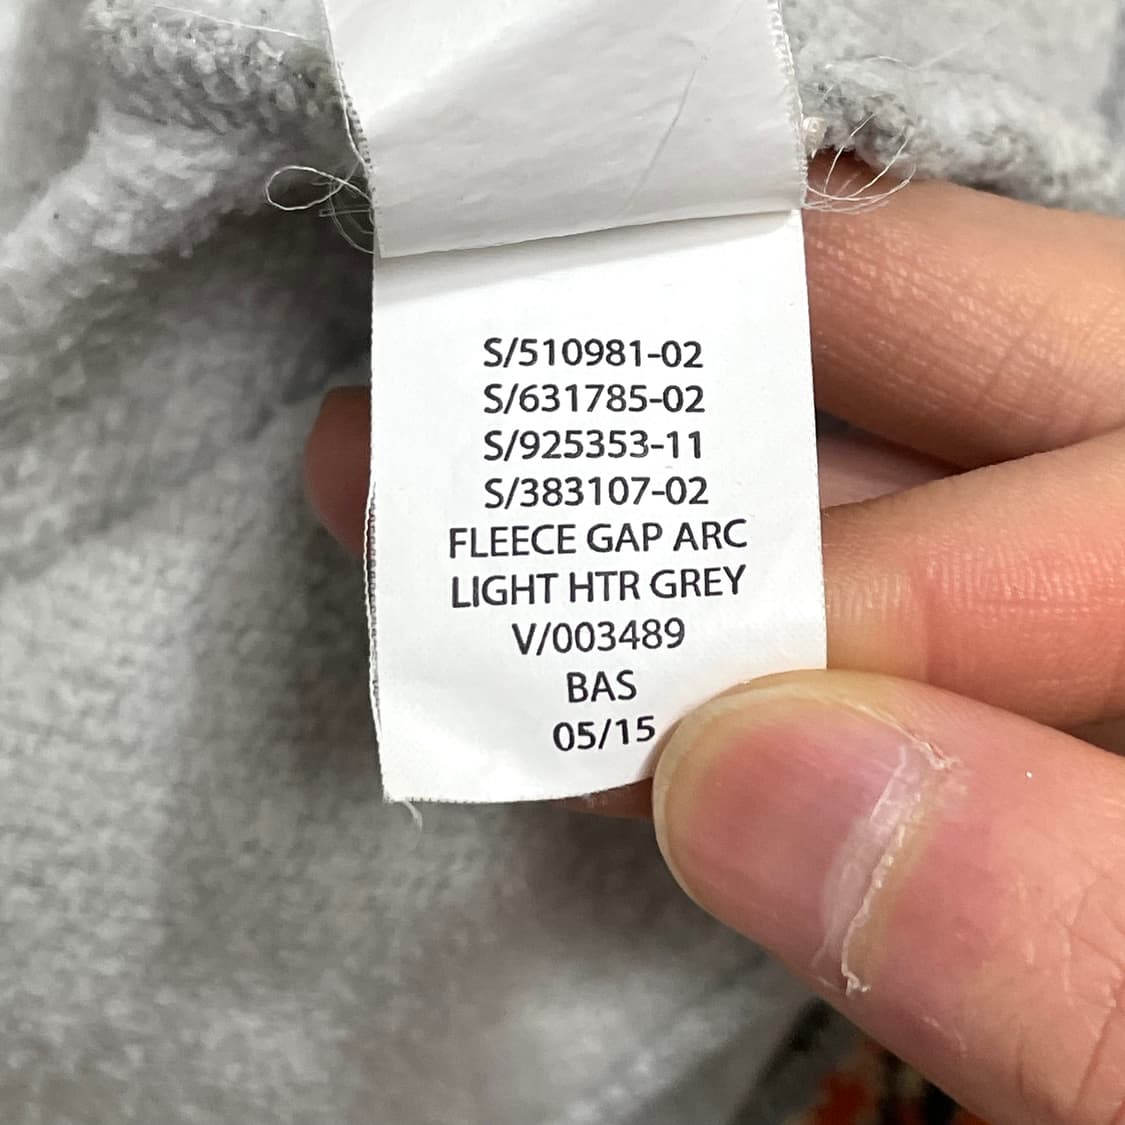 S/510981-02
S/631785-02
S/925353-11
S/383107-02
FLEECE GAP ARC
LIGHT HTR GREY
V/003489
BAS
05/15